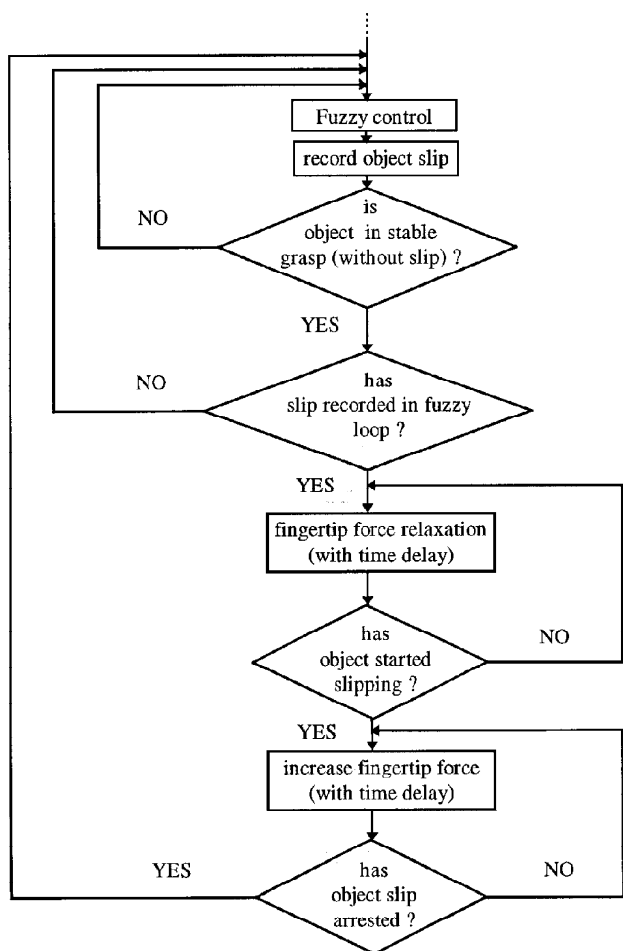 Fuzzy control
record object slip
is
object in stable
grasp (without slip) ?
NO
YES
has
slip recorded in fuzzy
loop ?
NO
YES
fingertip force relaxation
(with time delay)
has
object started
slipping ?
NO
YES
increase fingertip force
(with time delay)
has
object slip
arrested ?
YES
NO